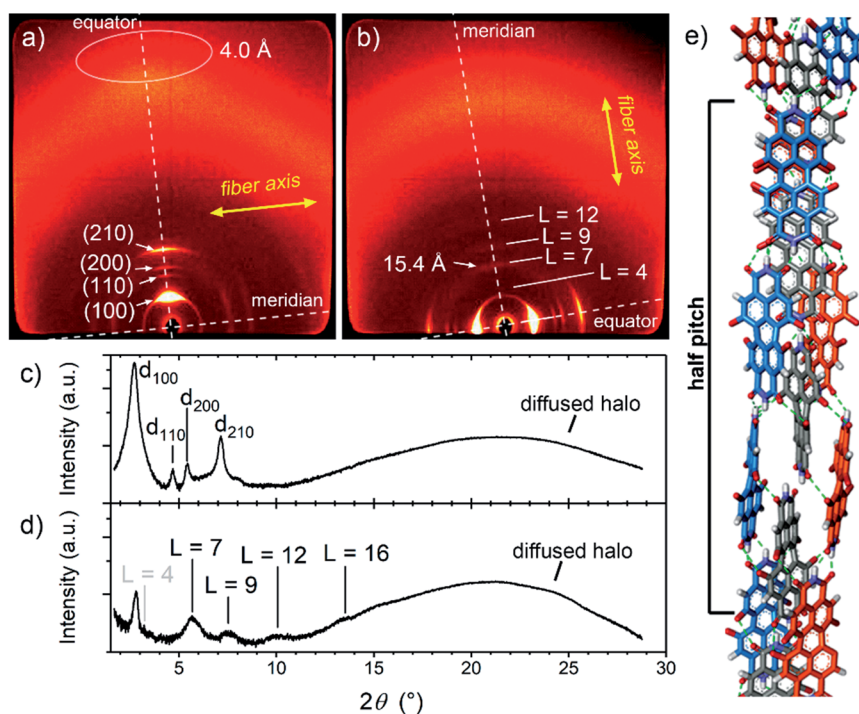 a)
equator
4.0 Å
fiber axis
(210)
(200)
(110)
(100)
meridian
b)
meridian
fiber axis
L = 12
L = 9
L = 7
15.4 Å
L = 4
equator
c)
Intensity (a.u.)
d100
d110
d200
d210
diffused halo
d)
Intensity (a.u.)
L = 4
L = 7
L = 9
L = 12
L = 16
diffused halo
5 10 15 20 25 30
2θ (°)
e)
half pitch